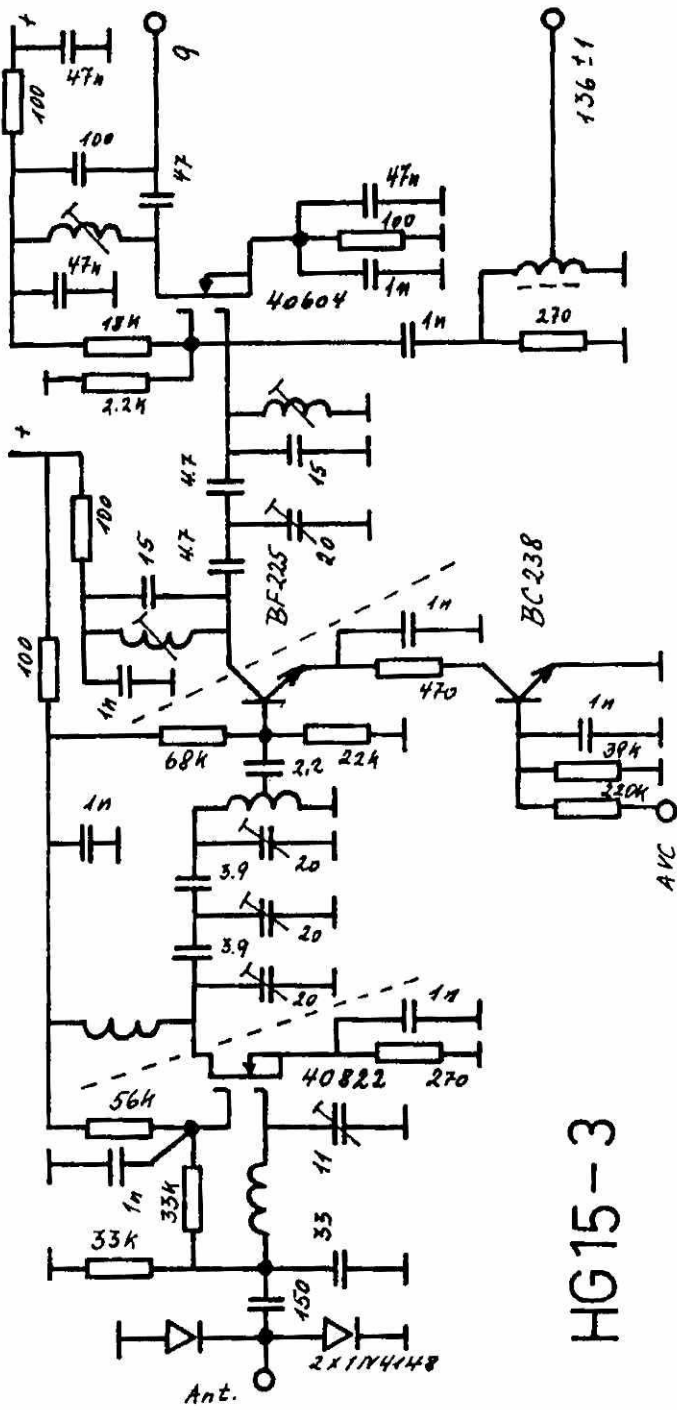 +
100
47n
9
100
47
47n
18k
2.2k
40604
47n
100
1n
136±1
1n
270
+
100
15
4.7
4.7
15
20
BF225
100
1n
1n
BC238
470
68k
22k
2.2
1n
39k
220k
AVC
1n
20
3.9
20
3.9
20
1n
40822
270
56k
1n
33k
11
33k
33
150
2x1N4148
Ant.
HG15-3